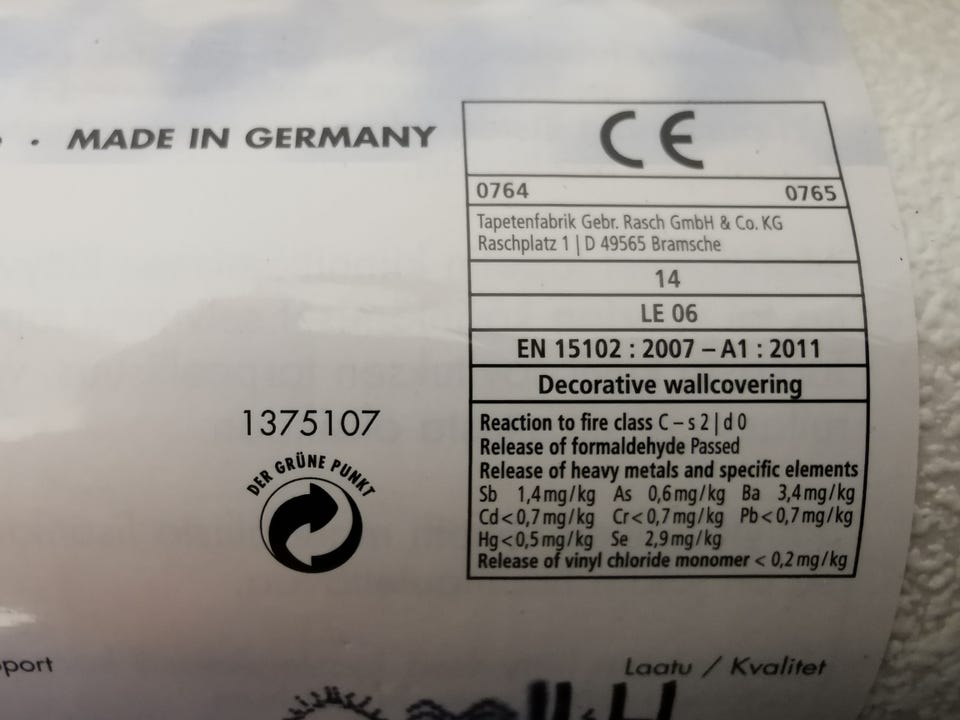 · MADE IN GERMANY
CE
0764 0765
Tapetenfabrik Gebr. Rasch GmbH & Co. KG
Raschplatz 1 | D 49565 Bramsche
14
LE 06
EN 15102 : 2007 – A1 : 2011
Decorative wallcovering
Reaction to fire class C – s 2 | d 0
Release of formaldehyde Passed
Release of heavy metals and specific elements
Sb 1,4 mg/kg As 0,6 mg/kg Ba 3,4 mg/kg
Cd < 0,7 mg/kg Cr < 0,7 mg/kg Pb < 0,7 mg/kg
Hg < 0,5 mg/kg Se 2,9 mg/kg
Release of vinyl chloride monomer < 0,2 mg/kg
1375107
DER GRÜNE PUNKT
Laatu / Kvalitet